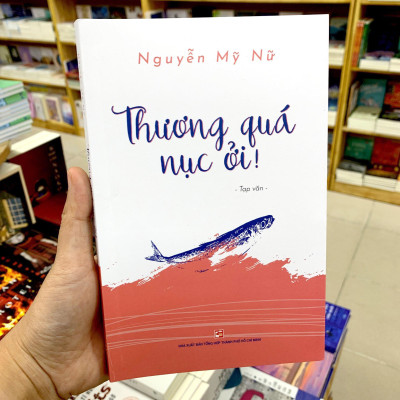 Nguyễn Mỹ Nữ
Thương quá
nục ởi!
- Tạp văn -
NHÀ XUẤT BẢN TỔNG HỢP THÀNH PHỐ HỒ CHÍ MINH